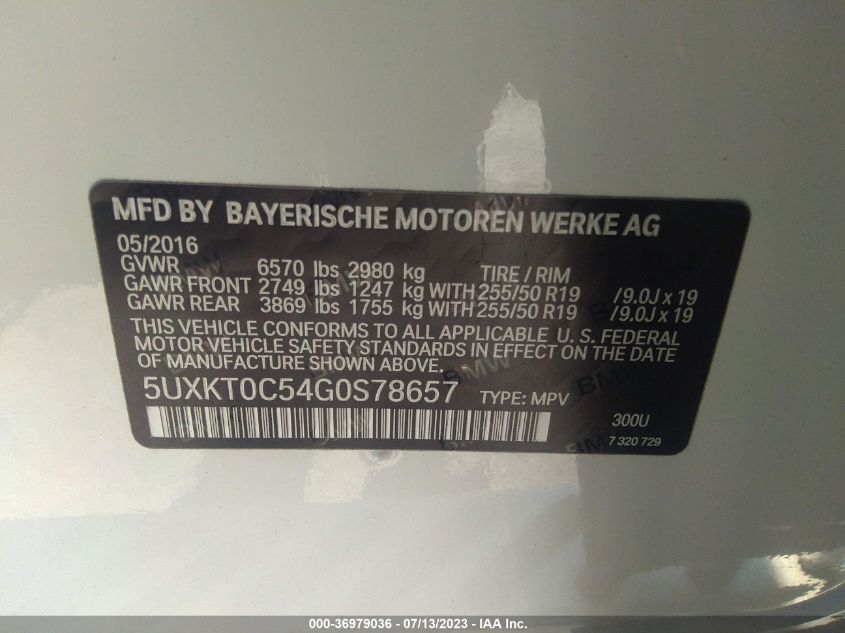 MFD BY BAYERISCHE MOTOREN WERKE AG
05/2016
GVWR 6570 lbs 2980 kg TIRE / RIM
GAWR FRONT 2749 lbs 1247 kg WITH 255/50 R19 /9.0J x 19
GAWR REAR 3869 lbs 1755 kg WITH 255/50 R19 /9.0J x 19
THIS VEHICLE CONFORMS TO ALL APPLICABLE U.S. FEDERAL
MOTOR VEHICLE SAFETY STANDARDS IN EFFECT ON THE DATE
OF MANUFACTURE SHOWN ABOVE.
5UXKT0C54G0S78657 TYPE: MPV
300U
7 320 729
000-36979036 - 07/13/2023 - IAA Inc.